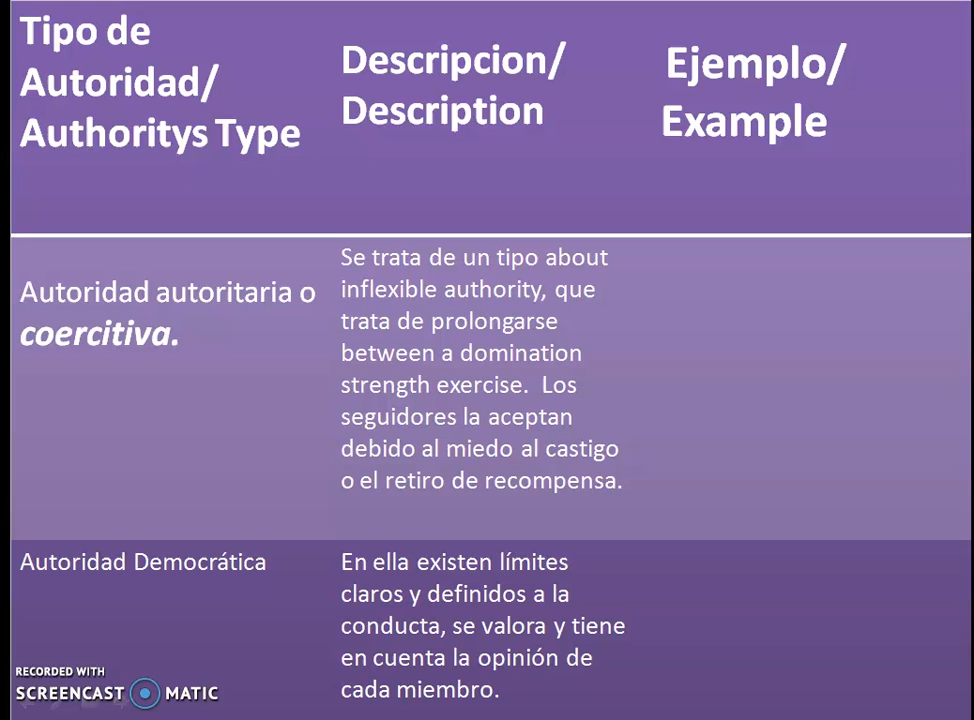 Tipo de
Autoridad/
Authoritys Type
Descripcion/
Description
Ejemplo/
Example
Autoridad autoritaria o
coercitiva.
Se trata de un tipo about
inflexible authority, que
trata de prolongarse
between a domination
strength exercise.  Los
seguidores la aceptan
debido al miedo al castigo
o el retiro de recompensa.
Autoridad Democrática
En ella existen límites
claros y definidos a la
conducta, se valora y tiene
en cuenta la opinión de
cada miembro.
RECORDED WITH
SCREENCAST MATIC